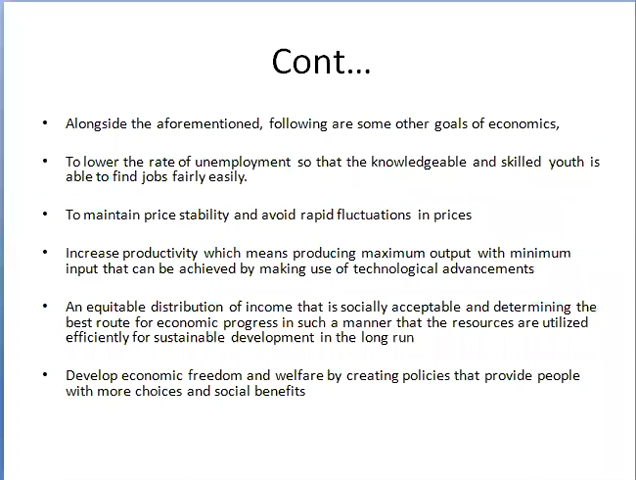 Cont...
• Alongside the aforementioned, following are some other goals of economics,
• To lower the rate of unemployment so that the knowledgeable and skilled youth is
able to find jobs fairly easily.
• To maintain price stability and avoid rapid fluctuations in prices
• Increase productivity which means producing maximum output with minimum
input that can be achieved by making use of technological advancements
• An equitable distribution of income that is socially acceptable and determining the
best route for economic progress in such a manner that the resources are utilized
efficiently for sustainable development in the long run
• Develop economic freedom and welfare by creating policies that provide people
with more choices and social benefits